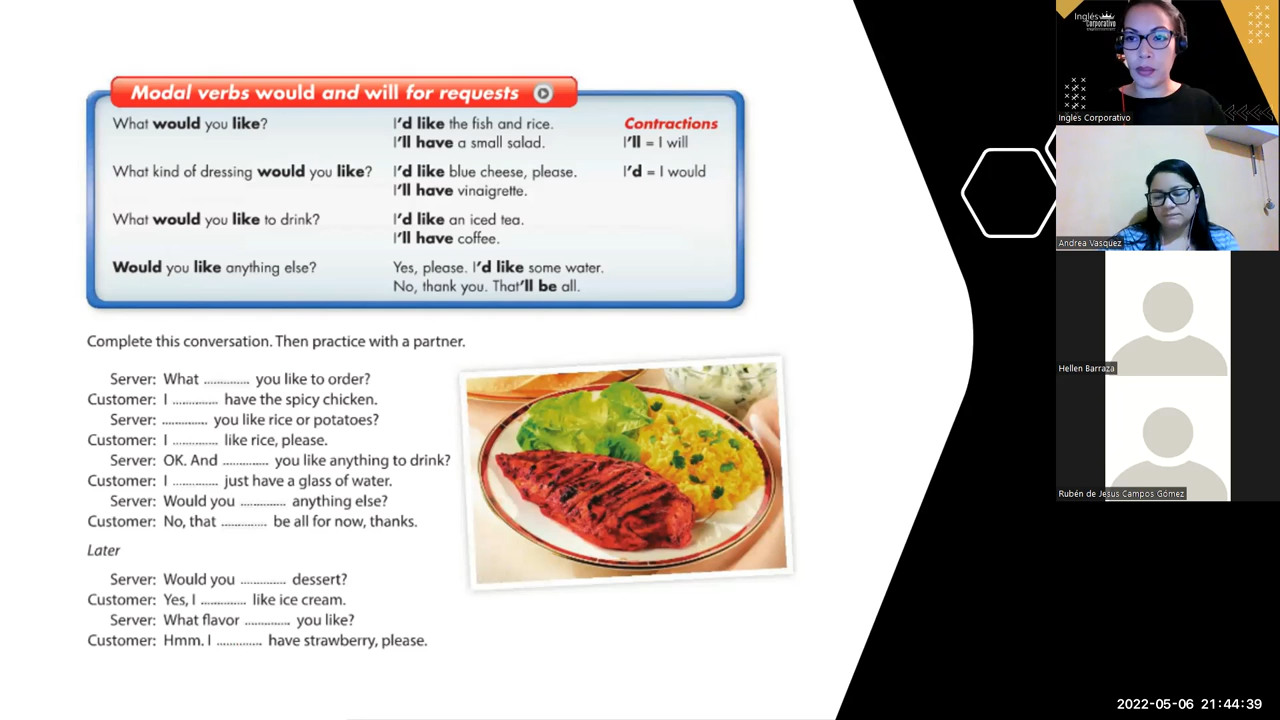 Modal verbs would and will for requests
What would you like? I'd like the fish and rice. Contractions
I'll have a small salad. I'll = I will
What kind of dressing would you like? I'd like blue cheese, please. I'd = I would
I'll have vinaigrette.
What would you like to drink? I'd like an iced tea.
I'll have coffee.
Would you like anything else? Yes, please. I'd like some water.
No, thank you. That'll be all.
Complete this conversation. Then practice with a partner.
Server: What ............ you like to order?
Customer: I ............ have the spicy chicken.
Server: ............ you like rice or potatoes?
Customer: I ............ like rice, please.
Server: OK. And ............ you like anything to drink?
Customer: I ............ just have a glass of water.
Server: Would you ............ anything else?
Customer: No, that ............ be all for now, thanks.
Later
Server: Would you ............ dessert?
Customer: Yes, I ............ like ice cream.
Server: What flavor ............ you like?
Customer: Hmm. I ............ have strawberry, please.
Inglés
Corporativo
Inglés Corporativo
Andrea Vasquez
Hellen Barraza
Rubén de Jesus Campos Gómez
2022-05-06 21:44:39